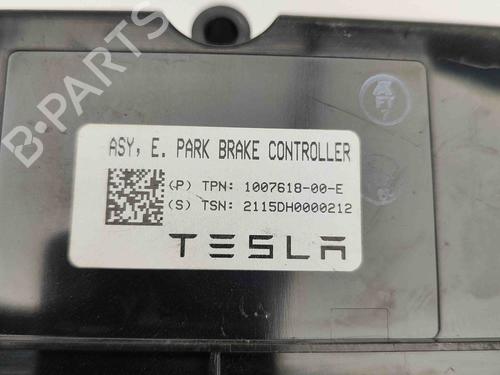 B-PARTS
ASY, E. PARK BRAKE CONTROLLER
(P) TPN: 1007618-00-E
(S) TSN: 2115DH0000212
TESLA